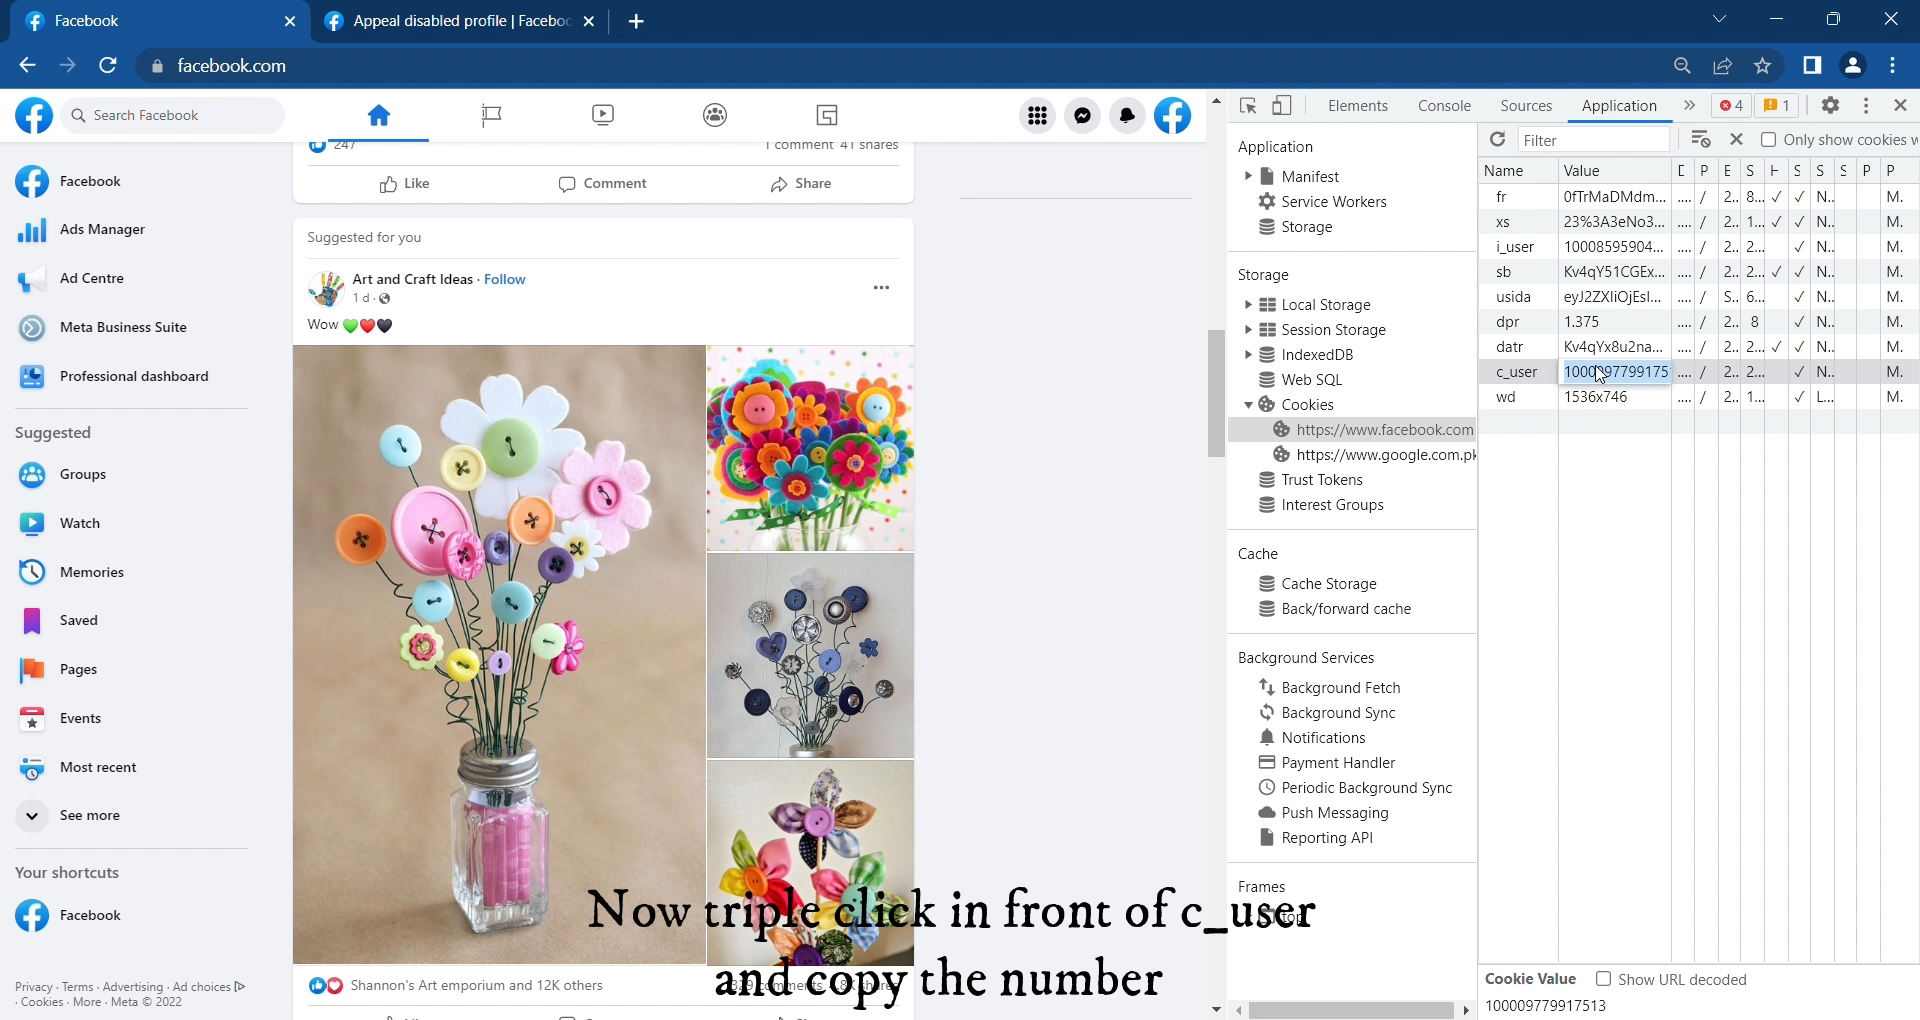 Facebook
Appeal disabled profile | Faceboo
facebook.com
Search Facebook
Facebook
Ads Manager
Ad Centre
Meta Business Suite
Professional dashboard
Suggested
Groups
Watch
Memories
Saved
Pages
Events
Most recent
See more
Your shortcuts
Facebook
Privacy · Terms · Advertising · Ad choices
· Cookies · More · Meta © 2022
247
1 comment 41 shares
Like
Comment
Share
Suggested for you
Art and Craft Ideas · Follow
1 d ·
Wow 💚❤️🖤
Shannon's Art emporium and 12K others
Elements
Console
Sources
Application
4
1
Application
Manifest
Service Workers
Storage
Storage
Local Storage
Session Storage
IndexedDB
Web SQL
Cookies
https://www.facebook.com
https://www.google.com.pk
Trust Tokens
Interest Groups
Cache
Cache Storage
Back/forward cache
Background Services
Background Fetch
Background Sync
Notifications
Payment Handler
Periodic Background Sync
Push Messaging
Reporting API
Frames
top
Filter
Only show cookies w
Name Value P E S S S S P P
fr 0fTrMaDMdm... .... / 2.. 8... ✓ ✓ N.. M.
xs 23%3A3eNo3... .... / 2.. 1... ✓ ✓ N.. M.
i_user 10008595904... .... / 2.. 2... ✓ N.. M.
sb Kv4qY51CGEx... .... / 2.. 2... ✓ ✓ N.. M.
usida eyJ2ZXIiOjEsI... .... / S.. 6... ✓ N.. M.
dpr 1.375 .... / 2.. 8 ✓ N.. M.
datr Kv4qYx8u2na... .... / 2.. 2... ✓ ✓ N.. M.
c_user .... / 2.. 2... ✓ N.. M.
wd 1536x746 .... / 2.. 1... ✓ L... M.
Cookie Value Show URL decoded
100009779917513
Now triple click in front of c_user
and copy the number